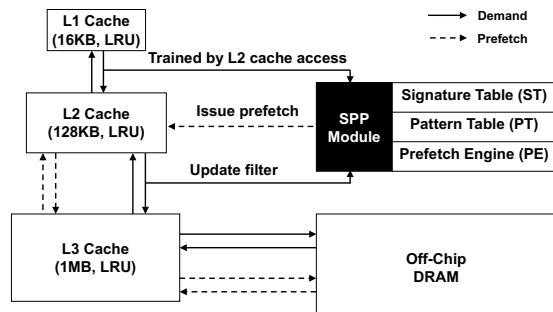 L1 Cache
(16KB, LRU)
Demand
Prefetch
Trained by L2 cache access
L2 Cache
(128KB, LRU)
Issue prefetch
SPP
Module
Signature Table (ST)
Pattern Table (PT)
Prefetch Engine (PE)
Update filter
L3 Cache
(1MB, LRU)
Off-Chip
DRAM